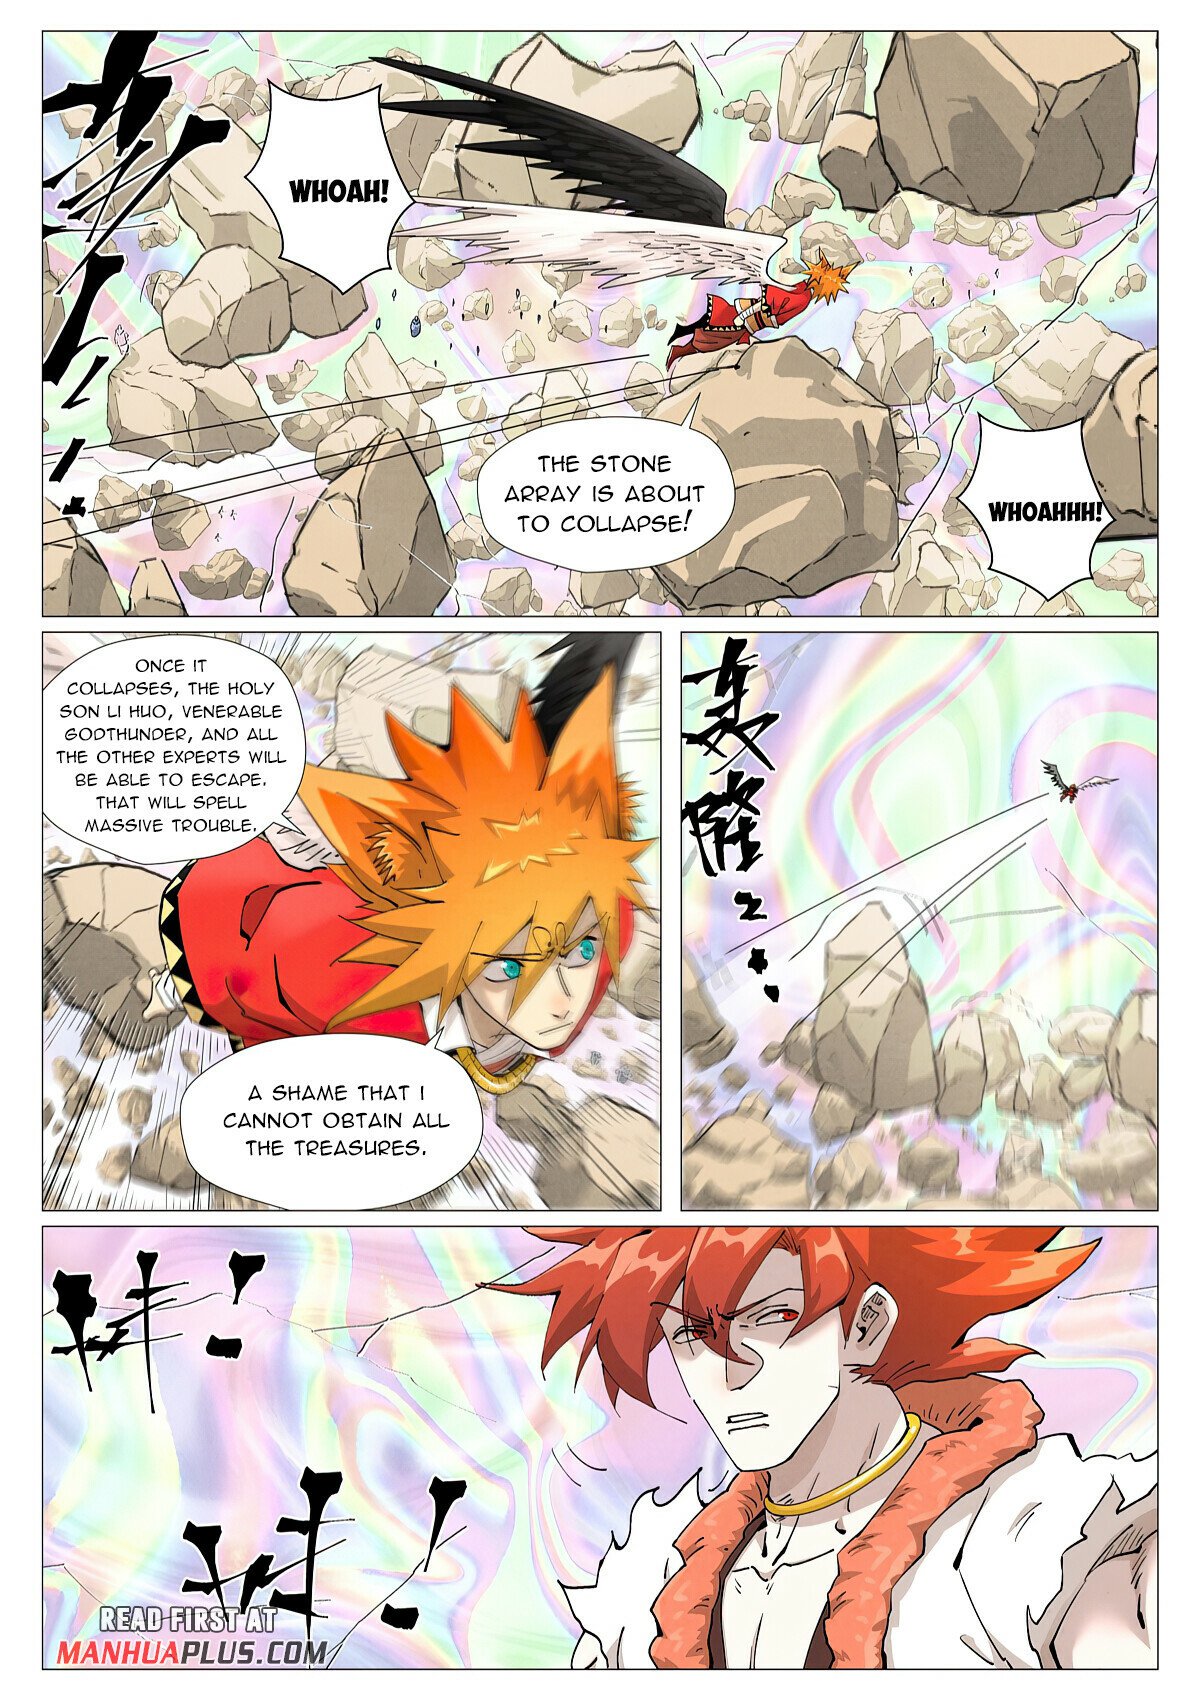 WHOAH!
THE STONE
ARRAY IS ABOUT
TO COLLAPSE!
WHOAHHH!
ONCE IT
COLLAPSES, THE HOLY
SON LI HUO, VENERABLE
GODTHUNDER, AND ALL
THE OTHER EXPERTS WILL
BE ABLE TO ESCAPE.
THAT WILL SPELL
MASSIVE TROUBLE.
A SHAME THAT I
CANNOT OBTAIN ALL
THE TREASURES.
轰
隆
READ FIRST AT
MANHUAPLUS.COM